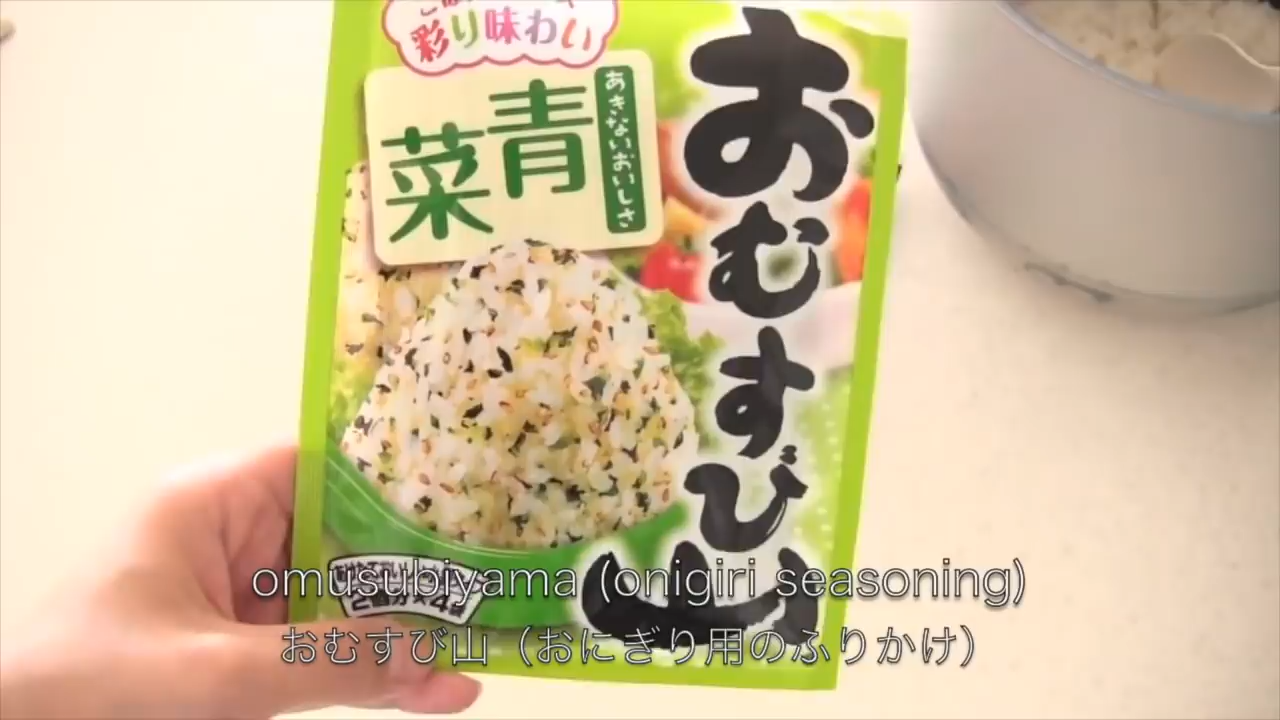 彩り味わい
青菜
あきないおいしさ
おむすび山
omusubiyama (onigiri seasoning)
おむすび山（おにぎり用のふりかけ）